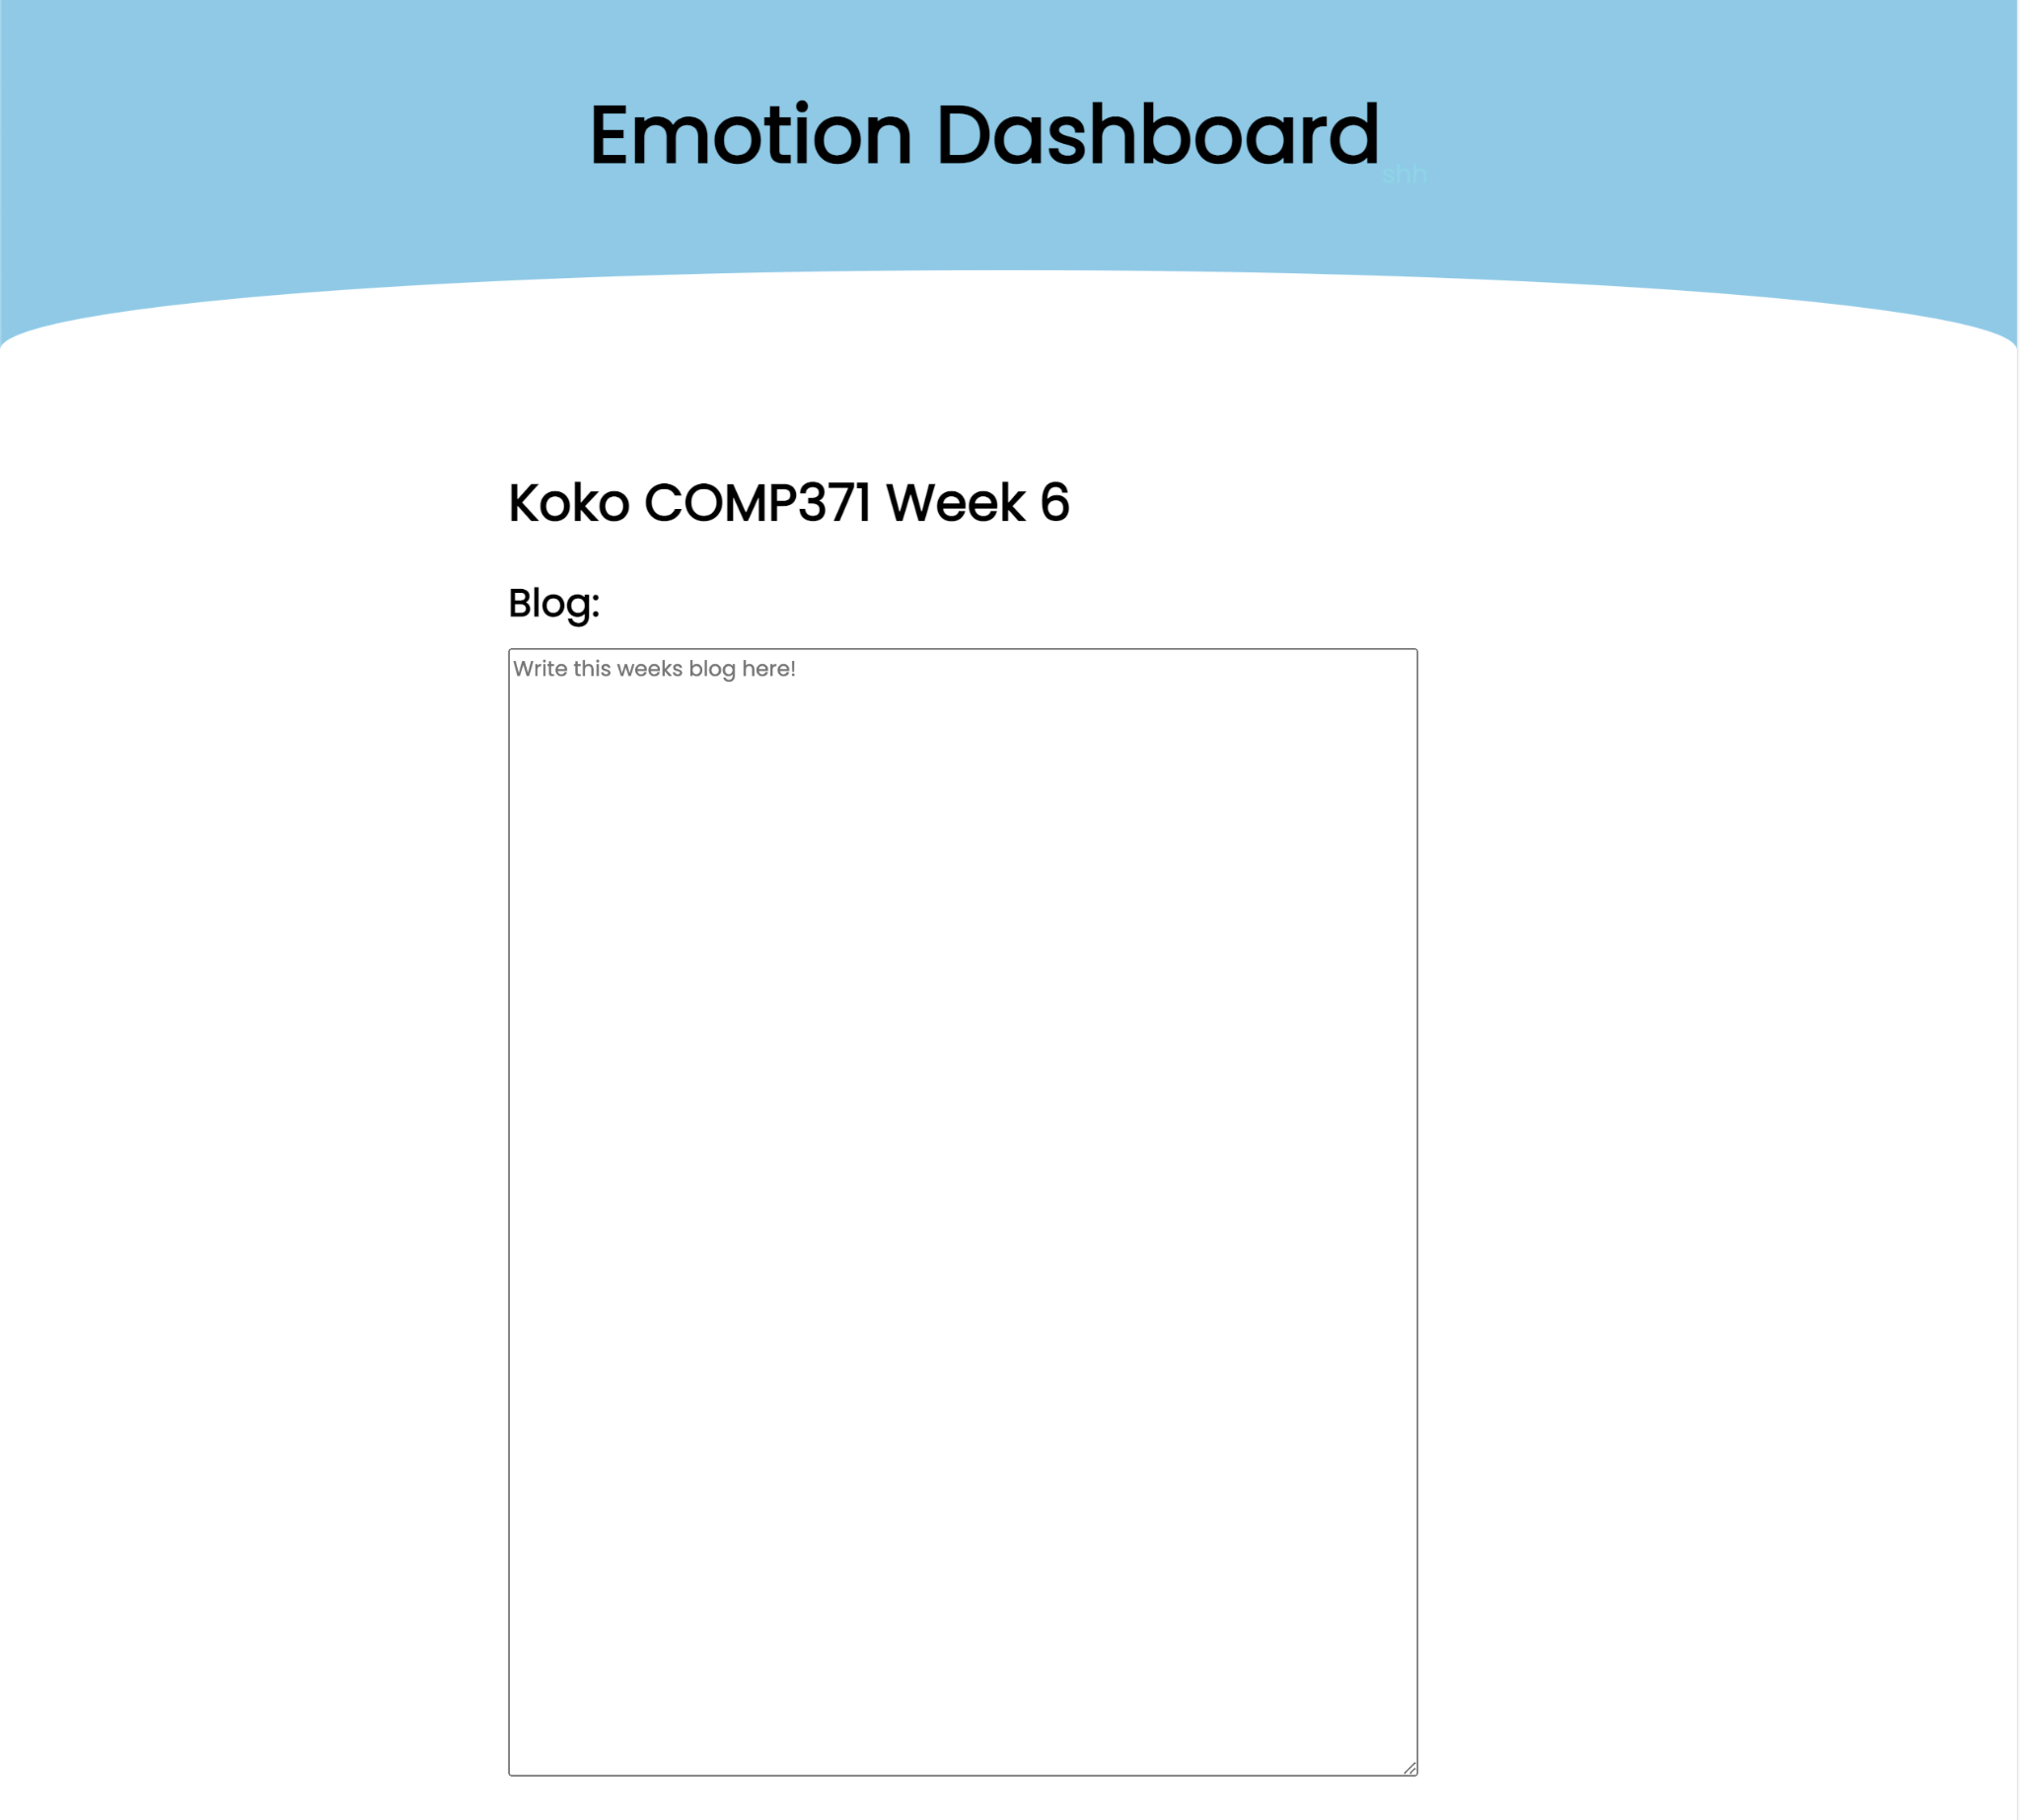 Emotion Dashboard
shh
Koko COMP371 Week 6
Blog:
Write this weeks blog here!